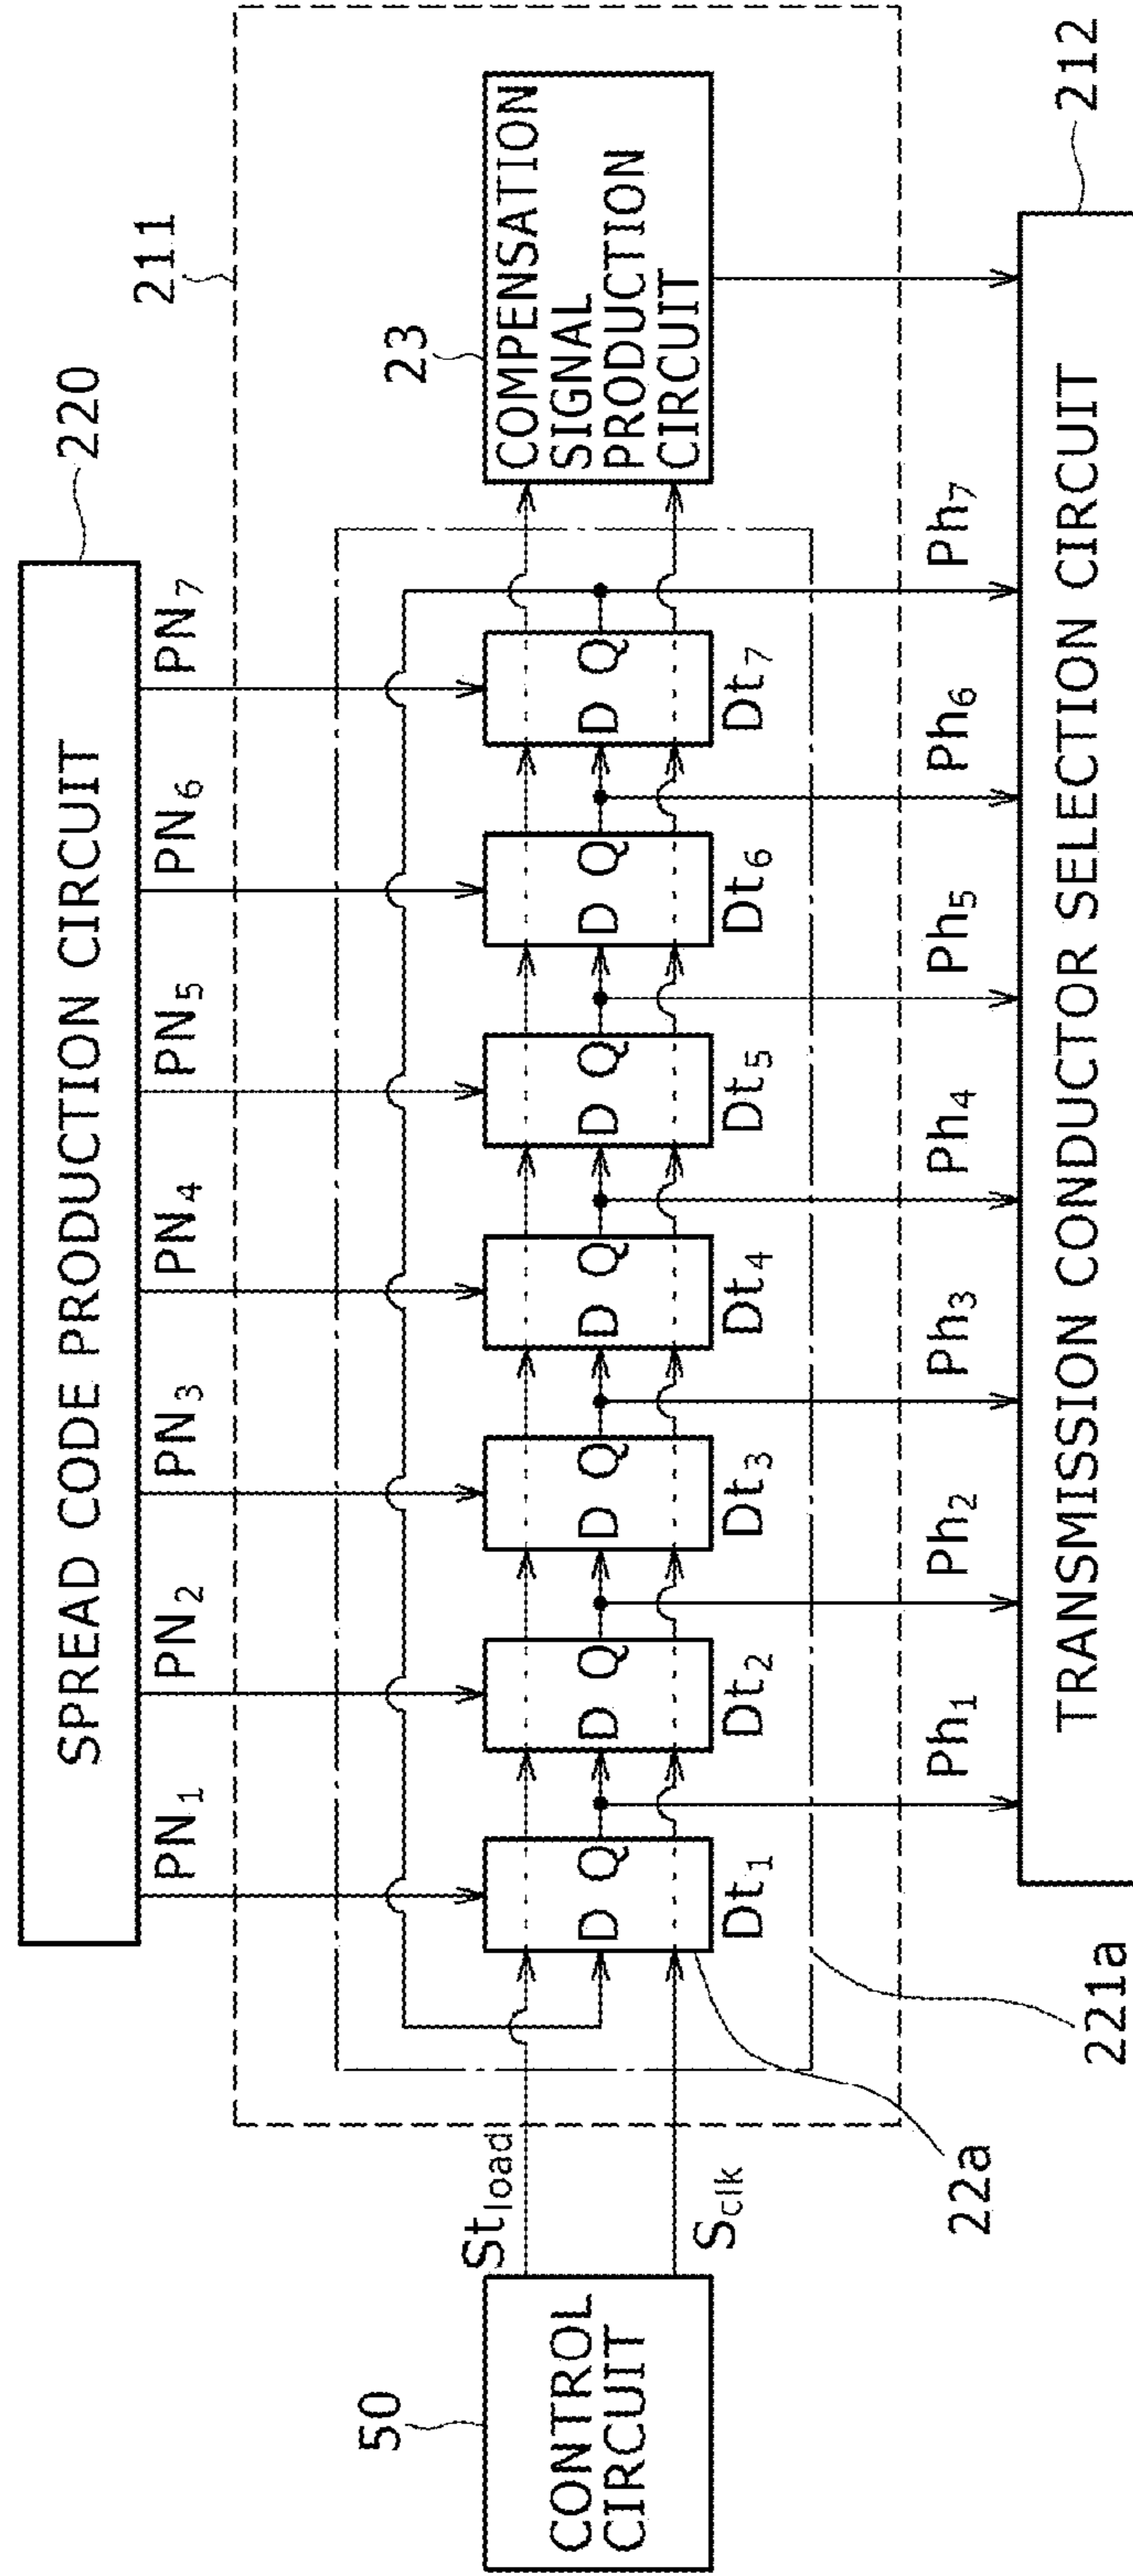 220
SPREAD CODE PRODUCTION CIRCUIT
PN1 PN2 PN3 PN4 PN5 PN6 PN7
211
50
CONTROL
CIRCUIT
Stload
Sclk
D Q D Q D Q D Q D Q D Q D Q
Dt1 Dt2 Dt3 Dt4 Dt5 Dt6 Dt7
23
COMPENSATION
SIGNAL
PRODUCTION
CIRCUIT
22a
221a
Ph1 Ph2 Ph3 Ph4 Ph5 Ph6 Ph7
212
TRANSMISSION CONDUCTOR SELECTION CIRCUIT